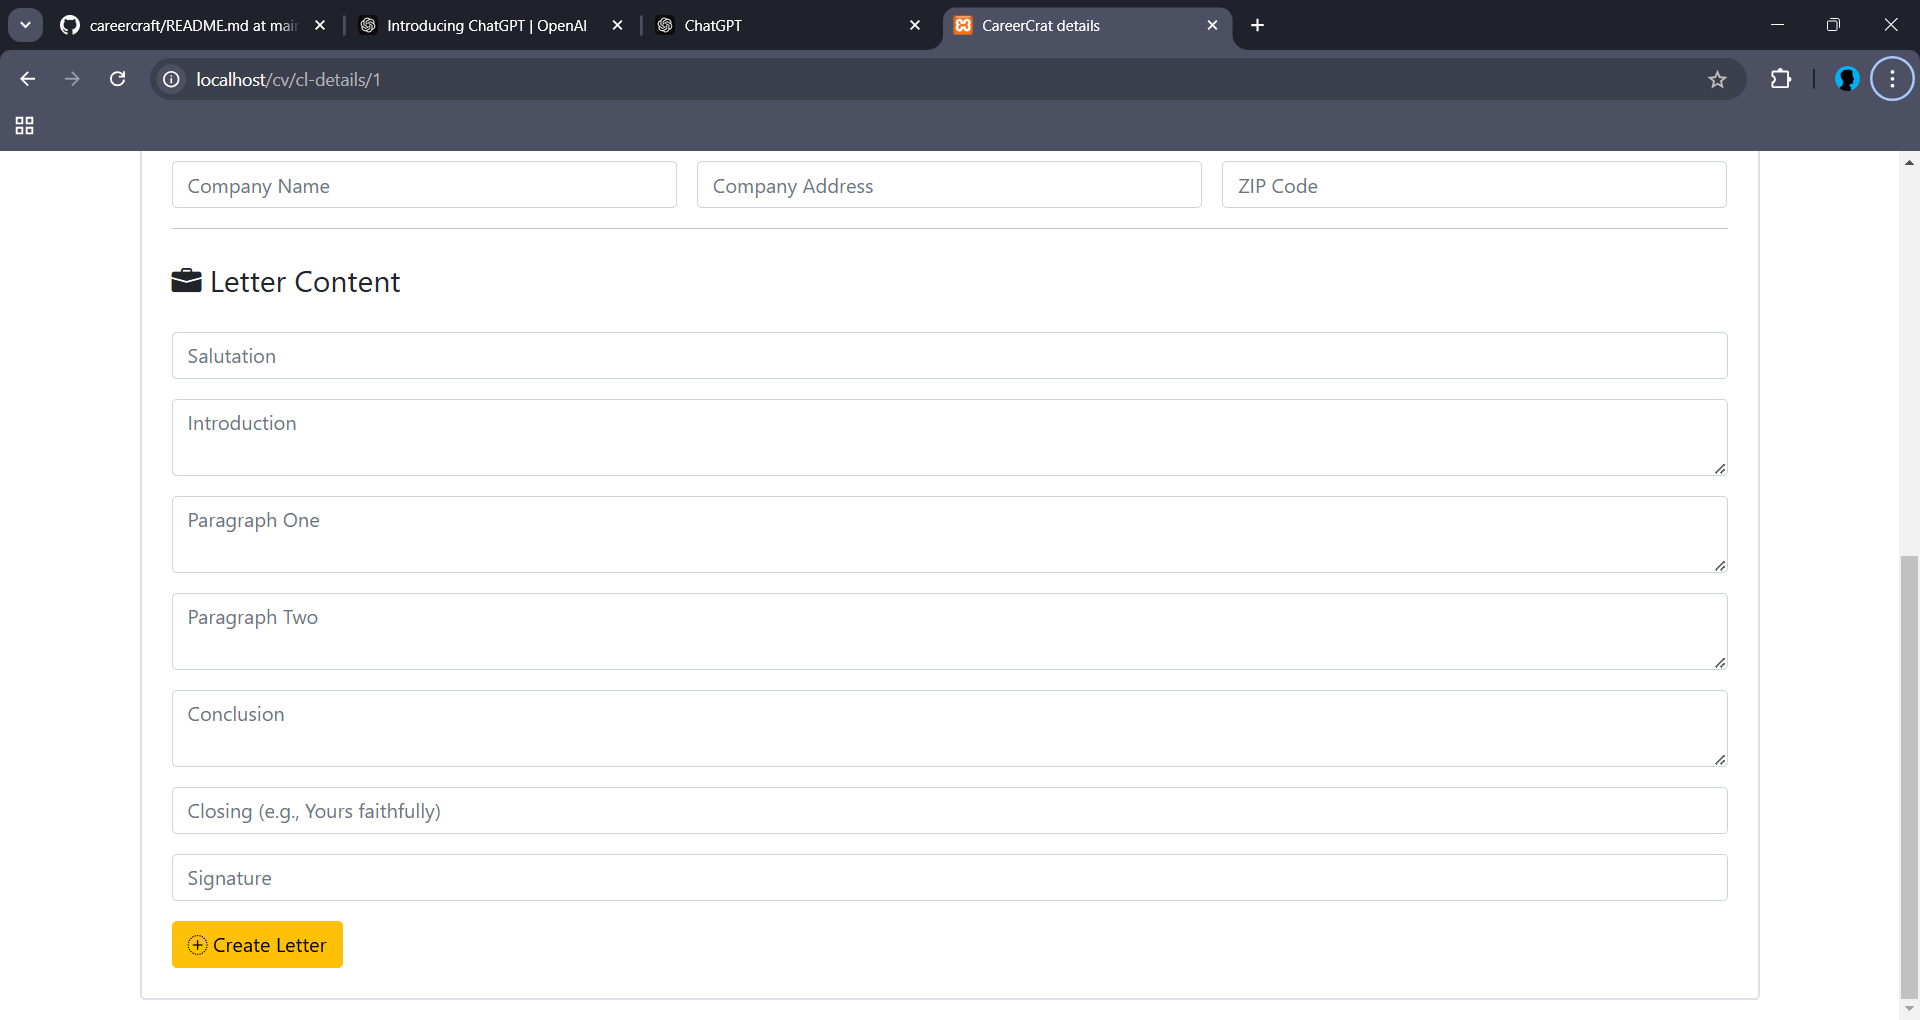 careercraft/README.md at main
Introducing ChatGPT | OpenAI
ChatGPT
CareerCrat details
localhost/cv/cl-details/1
Company Name
Company Address
ZIP Code
Letter Content
Salutation
Introduction
Paragraph One
Paragraph Two
Conclusion
Closing (e.g., Yours faithfully)
Signature
Create Letter